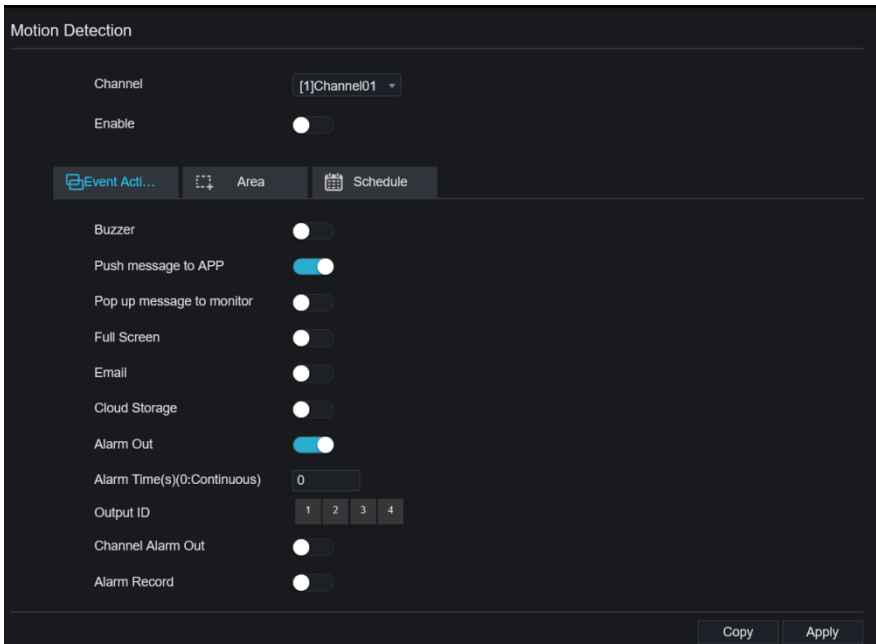 Motion Detection
Channel [1]Channel01
Enable
Event Acti... Area Schedule
Buzzer
Push message to APP
Pop up message to monitor
Full Screen
Email
Cloud Storage
Alarm Out
Alarm Time(s)(0:Continuous) 0
Output ID 1 2 3 4
Channel Alarm Out
Alarm Record
Copy Apply